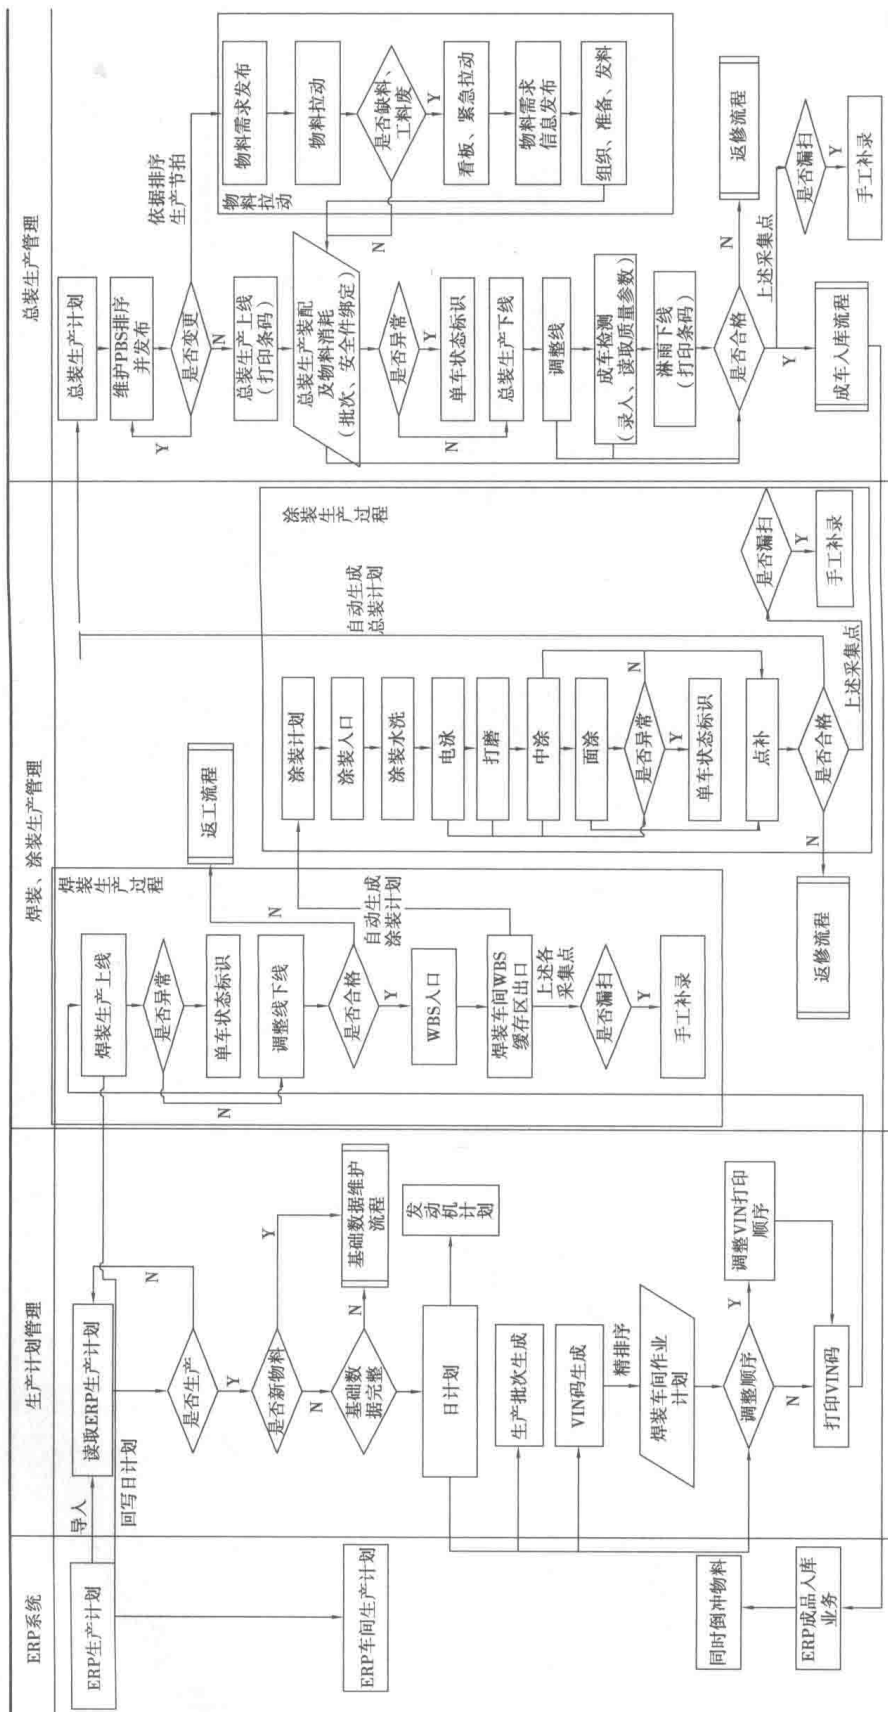 ERP系统
生产计划管理
焊装、涂装生产管理
总装生产管理
ERP生产计划
ERP车间生产计划
同时倒冲物料
ERP成品入库
业务
导入
回写日计划
读取ERP生产计划
N
是否生产
Y
是否新物料
Y
N
基础数
据完整
N
基础数据维护
流程
日计划
发动机计划
生产批次生成
VIN码生成
精排序
焊装车间作业
计划
调整顺序
Y
调整VIN打印
顺序
N
打印VIN码
焊装生产过程
焊装生产上线
是否异常
N
单车状态标识
调整线下线
是否合格
N
返工流程
Y
WBS入口
焊装车间WBS
缓存区出口
自动生成
涂装计划
上述各
采集点
是否漏扫
Y
手工补录
涂装生产过程
涂装计划
涂装入口
涂装水洗
电泳
打磨
中涂
面涂
是否异常
N
Y
单车状态标识
点补
是否合格
N
返修流程
自动生成
总装计划
上述采集点
是否漏扫
Y
手工补录
总装生产计划
维护PBS排序
并发布
是否变更
Y
N
依据排序
生产节拍
总装生产上线
（打印条码）
总装生产装配
及物料消耗
（批次、安全件绑定）
是否异常
N
Y
单车状态标识
总装生产下线
调整线
成车检测
（录入、读取质量参数）
淋雨下线
（打印条码）
是否合格
N
返修流程
Y
成车入库流程
上述采集点
是否漏扫
Y
手工补录
物料拉动
物料需求发布
物料拉动
是否缺料、
工料废
N
Y
看板、紧急拉动
物料需求
信息发布
组织、准备、发料